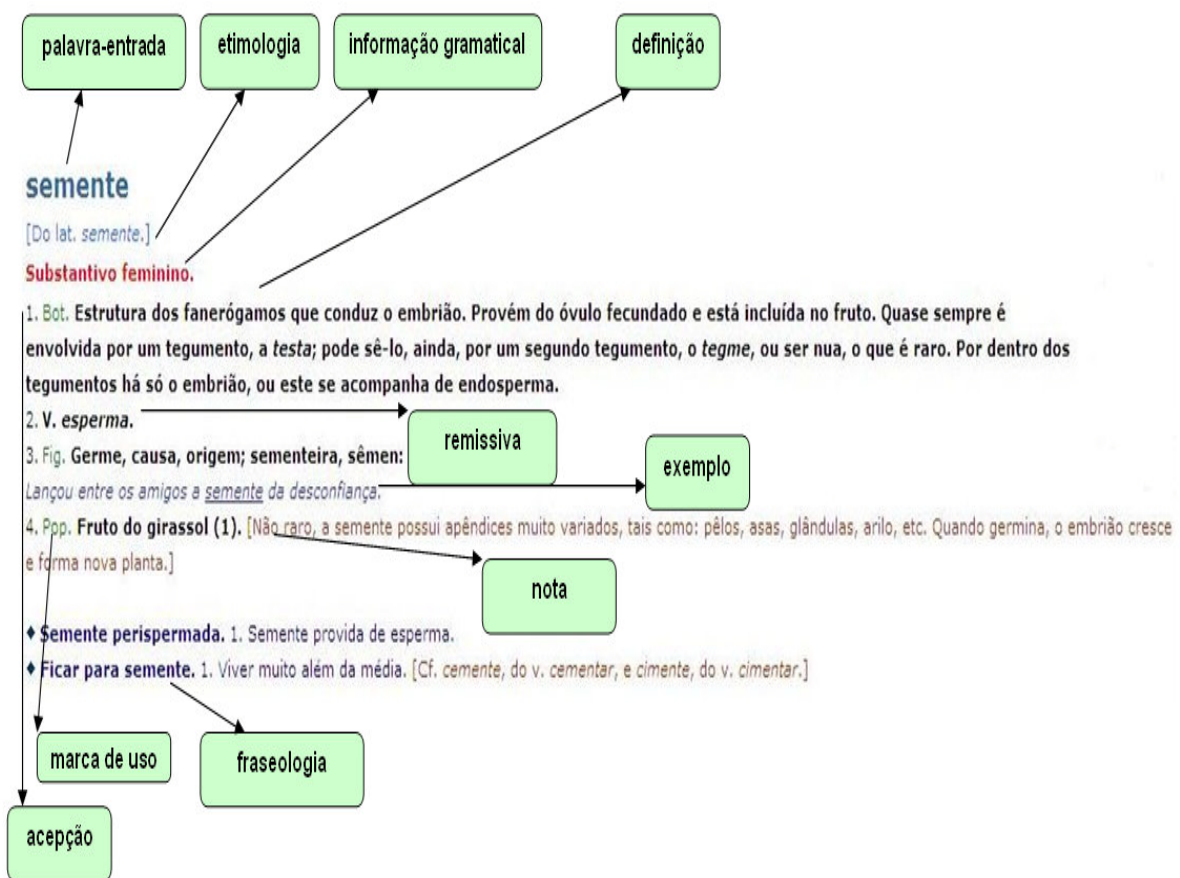 palavra-entrada
etimologia
informação gramatical
definição
semente
[Do lat. semente.]
Substantivo feminino.
1. Bot. Estrutura dos fanerógamos que conduz o embrião. Provém do óvulo fecundado e está incluída no fruto. Quase sempre é
envolvida por um tegumento, a testa; pode sê-lo, ainda, por um segundo tegumento, o tegme, ou ser nua, o que é raro. Por dentro dos
tegumentos há só o embrião, ou este se acompanha de endosperma.
2. V. esperma.
remissiva
3. Fig. Germe, causa, origem; sementeira, sêmen:
exemplo
Lançou entre os amigos a semente da desconfiança.
4. Pop. Fruto do girassol (1). [Não raro, a semente possui apêndices muito variados, tais como: pêlos, asas, glândulas, arilo, etc. Quando germina, o embrião cresce
e forma nova planta.]
nota
♦ Semente perispermada. 1. Semente provida de esperma.
♦ Ficar para semente. 1. Viver muito além da média. [Cf. cemente, do v. cementar, e cimente, do v. cimentar.]
marca de uso
fraseologia
acepção